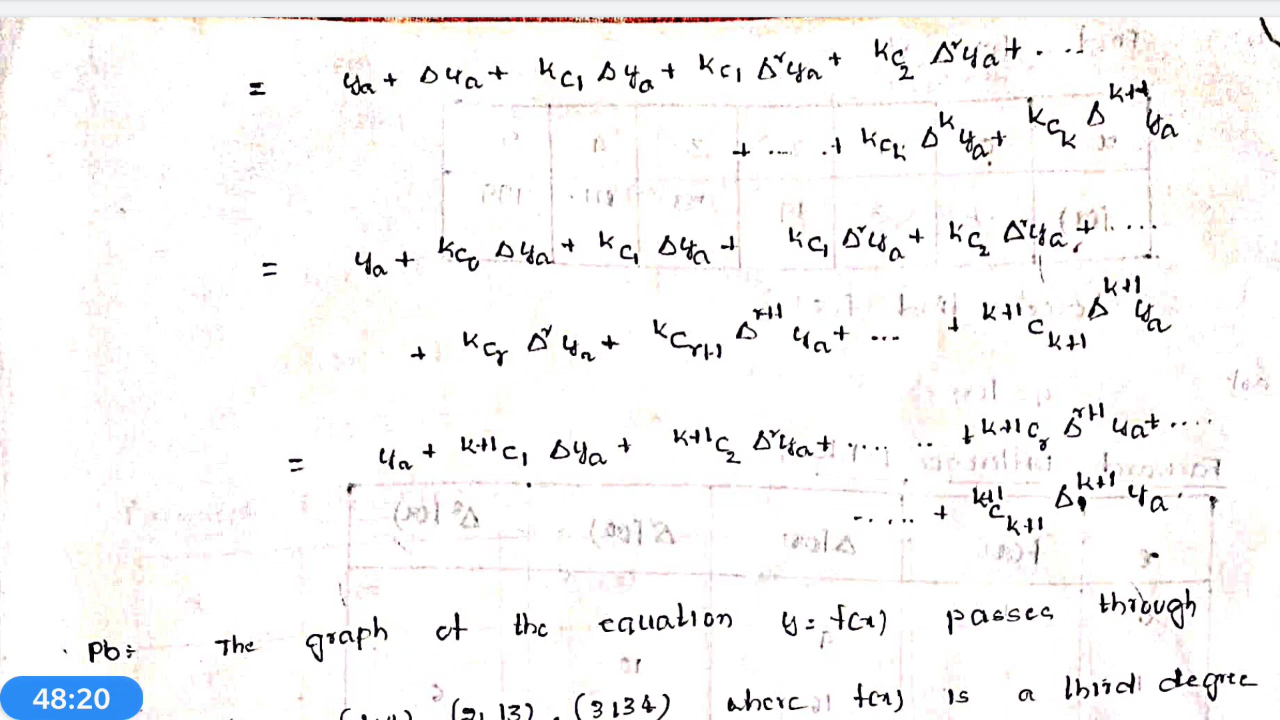 = ya + Δya + kc1 Δya + kc1 Δ²ya + kc2 Δ²ya + ...
+ .... + kck Δ^k ya + kck Δ^k+1 ya
= ya + kc0 Δya + kc1 Δya + kc1 Δ²ya + kc2 Δ²ya + ....
+ kcr Δ^r ya + kcr+1 Δ^r+1 ya + ... + k+1ck+1 Δ^k+1 ya
= ya + k+1c1 Δya + k+1c2 Δ²ya + .... .. + k+1cr Δ^r+1 ya + ....
..... + k+1ck+1 Δ^k+1 ya.
Pb: The graph of the equation y = f(x) passes through
(2,13), (3,34) where f(x) is a third degree
48:20